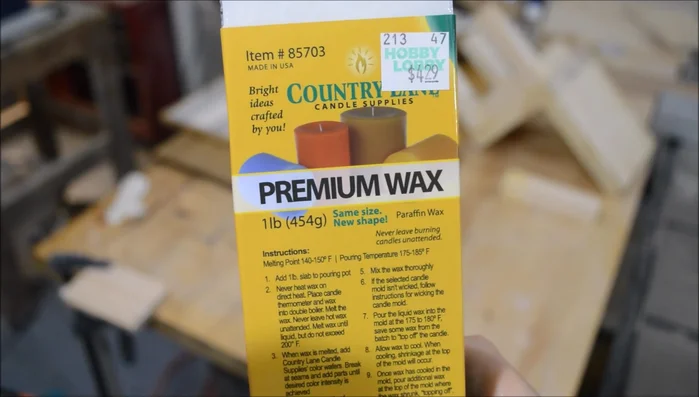 213 47
HOBBY
LOBBY
$4.29
Item # 85703
MADE IN USA
Bright
ideas
crafted
by you!
COUNTRY LANE
CANDLE SUPPLIES
PREMIUM WAX
1lb (454g) Same size. New shape! Paraffin Wax
Never leave burning
candles unattended.
Instructions:
Melting Point 140-150° F | Pouring Temperature 175-185° F
1. Add 1lb. slab to pouring pot
2. Never heat wax on
direct heat. Place candle
thermometer and wax
into double boiler. Melt the
wax. Never leave hot wax
unattended. Melt wax until
liquid, but do not exceed
200° F.
3. When wax is melted, add
Country Lane Candle
Supplies' color wafers. Break
at seams and add parts until
desired color intensity is
achieved
5. Mix the wax thoroughly
6. If the selected candle
mold isn't wicked, follow
instructions for wicking the
candle mold.
7. Pour the liquid wax into
the mold at the 175 to 180° F.
save some wax from the
batch to "top off" the candle.
8. Allow wax to cool. When
cooling, shrinkage at the top
of the mold will occur.
9. Once wax has cooled in the
mold, pour additional wax
at the top of the mold where
the wax shrunk, "topping off"